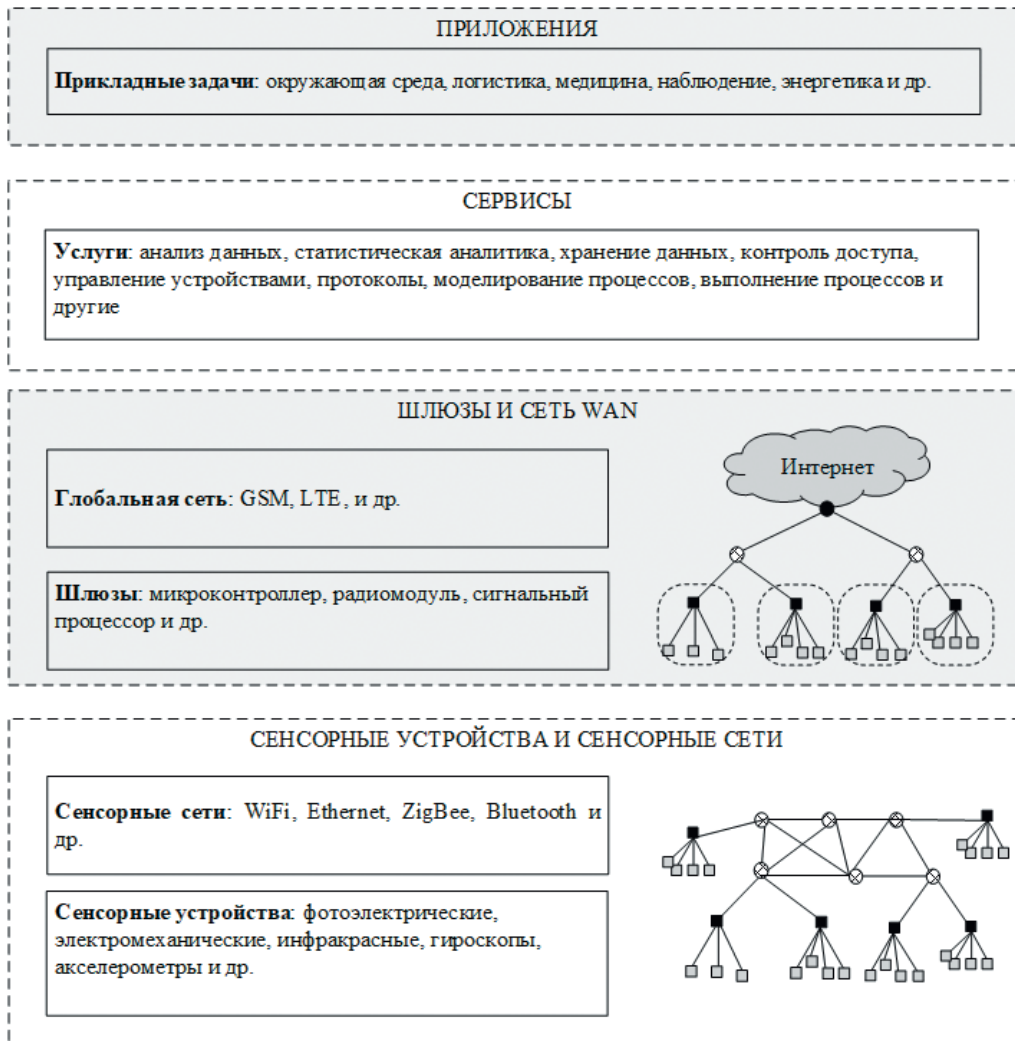 ПРИЛОЖЕНИЯ
Прикладные задачи: окружающая среда, логистика, медицина, наблюдение, энергетика и др.
СЕРВИСЫ
Услуги: анализ данных, статистическая аналитика, хранение данных, контроль доступа,
управление устройствами, протоколы, моделирование процессов, выполнение процессов и
другие
ШЛЮЗЫ И СЕТЬ WAN
Глобальная сеть: GSM, LTE, и др.
Интернет
Шлюзы: микроконтроллер, радиомодуль, сигнальный
процессор и др.
СЕНСОРНЫЕ УСТРОЙСТВА И СЕНСОРНЫЕ СЕТИ
Сенсорные сети: WiFi, Ethernet, ZigBee, Bluetooth и
др.
Сенсорные устройства: фотоэлектрические,
электромеханические, инфракрасные, гироскопы,
акселерометры и др.